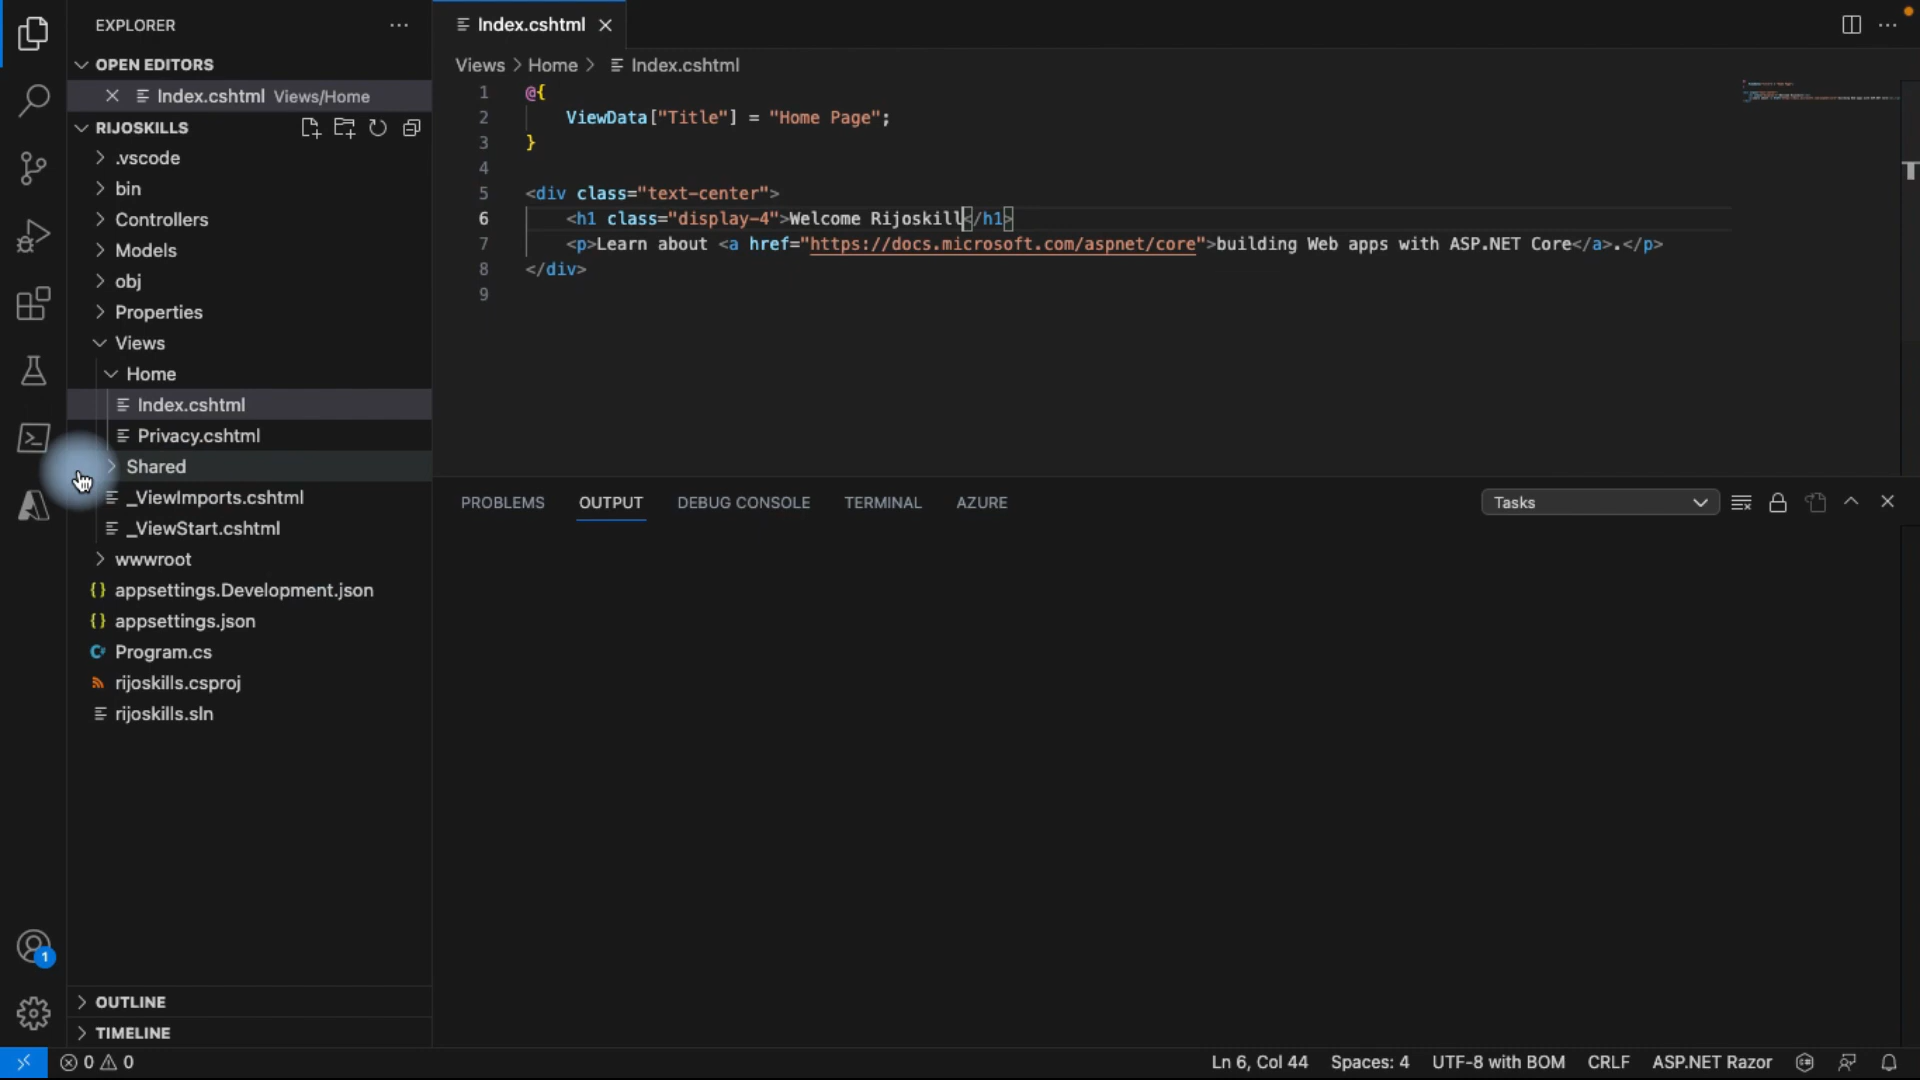 EXPLORER
OPEN EDITORS
Index.cshtml Views/Home
RIJOSKILLS
.vscode
bin
Controllers
Models
obj
Properties
Views
Home
Index.cshtml
Privacy.cshtml
Shared
_ViewImports.cshtml
_ViewStart.cshtml
wwwroot
{} appsettings.Development.json
{} appsettings.json
C# Program.cs
rijoskills.csproj
rijoskills.sln
1
OUTLINE
TIMELINE
Index.cshtml
Views > Home > Index.cshtml
1 @{
2 ViewData["Title"] = "Home Page";
3 }
4
5 <div class="text-center">
6 <h1 class="display-4">Welcome Rijoskill</h1>
7 <p>Learn about <a href="https://docs.microsoft.com/aspnet/core">building Web apps with ASP.NET Core</a>.</p>
8 </div>
9
PROBLEMS OUTPUT DEBUG CONSOLE TERMINAL AZURE Tasks
0 0 Ln 6, Col 44 Spaces: 4 UTF-8 with BOM CRLF ASP.NET Razor